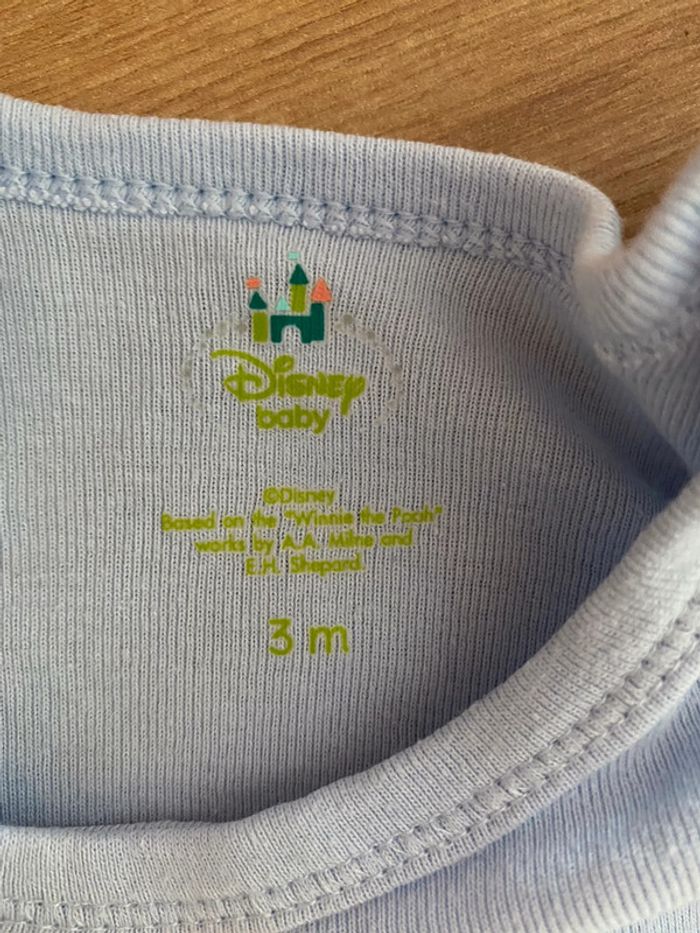 Disney
baby
©Disney
Based on the "Winnie the Pooh"
works by A.A. Milne and
E.H. Shepard
3 m